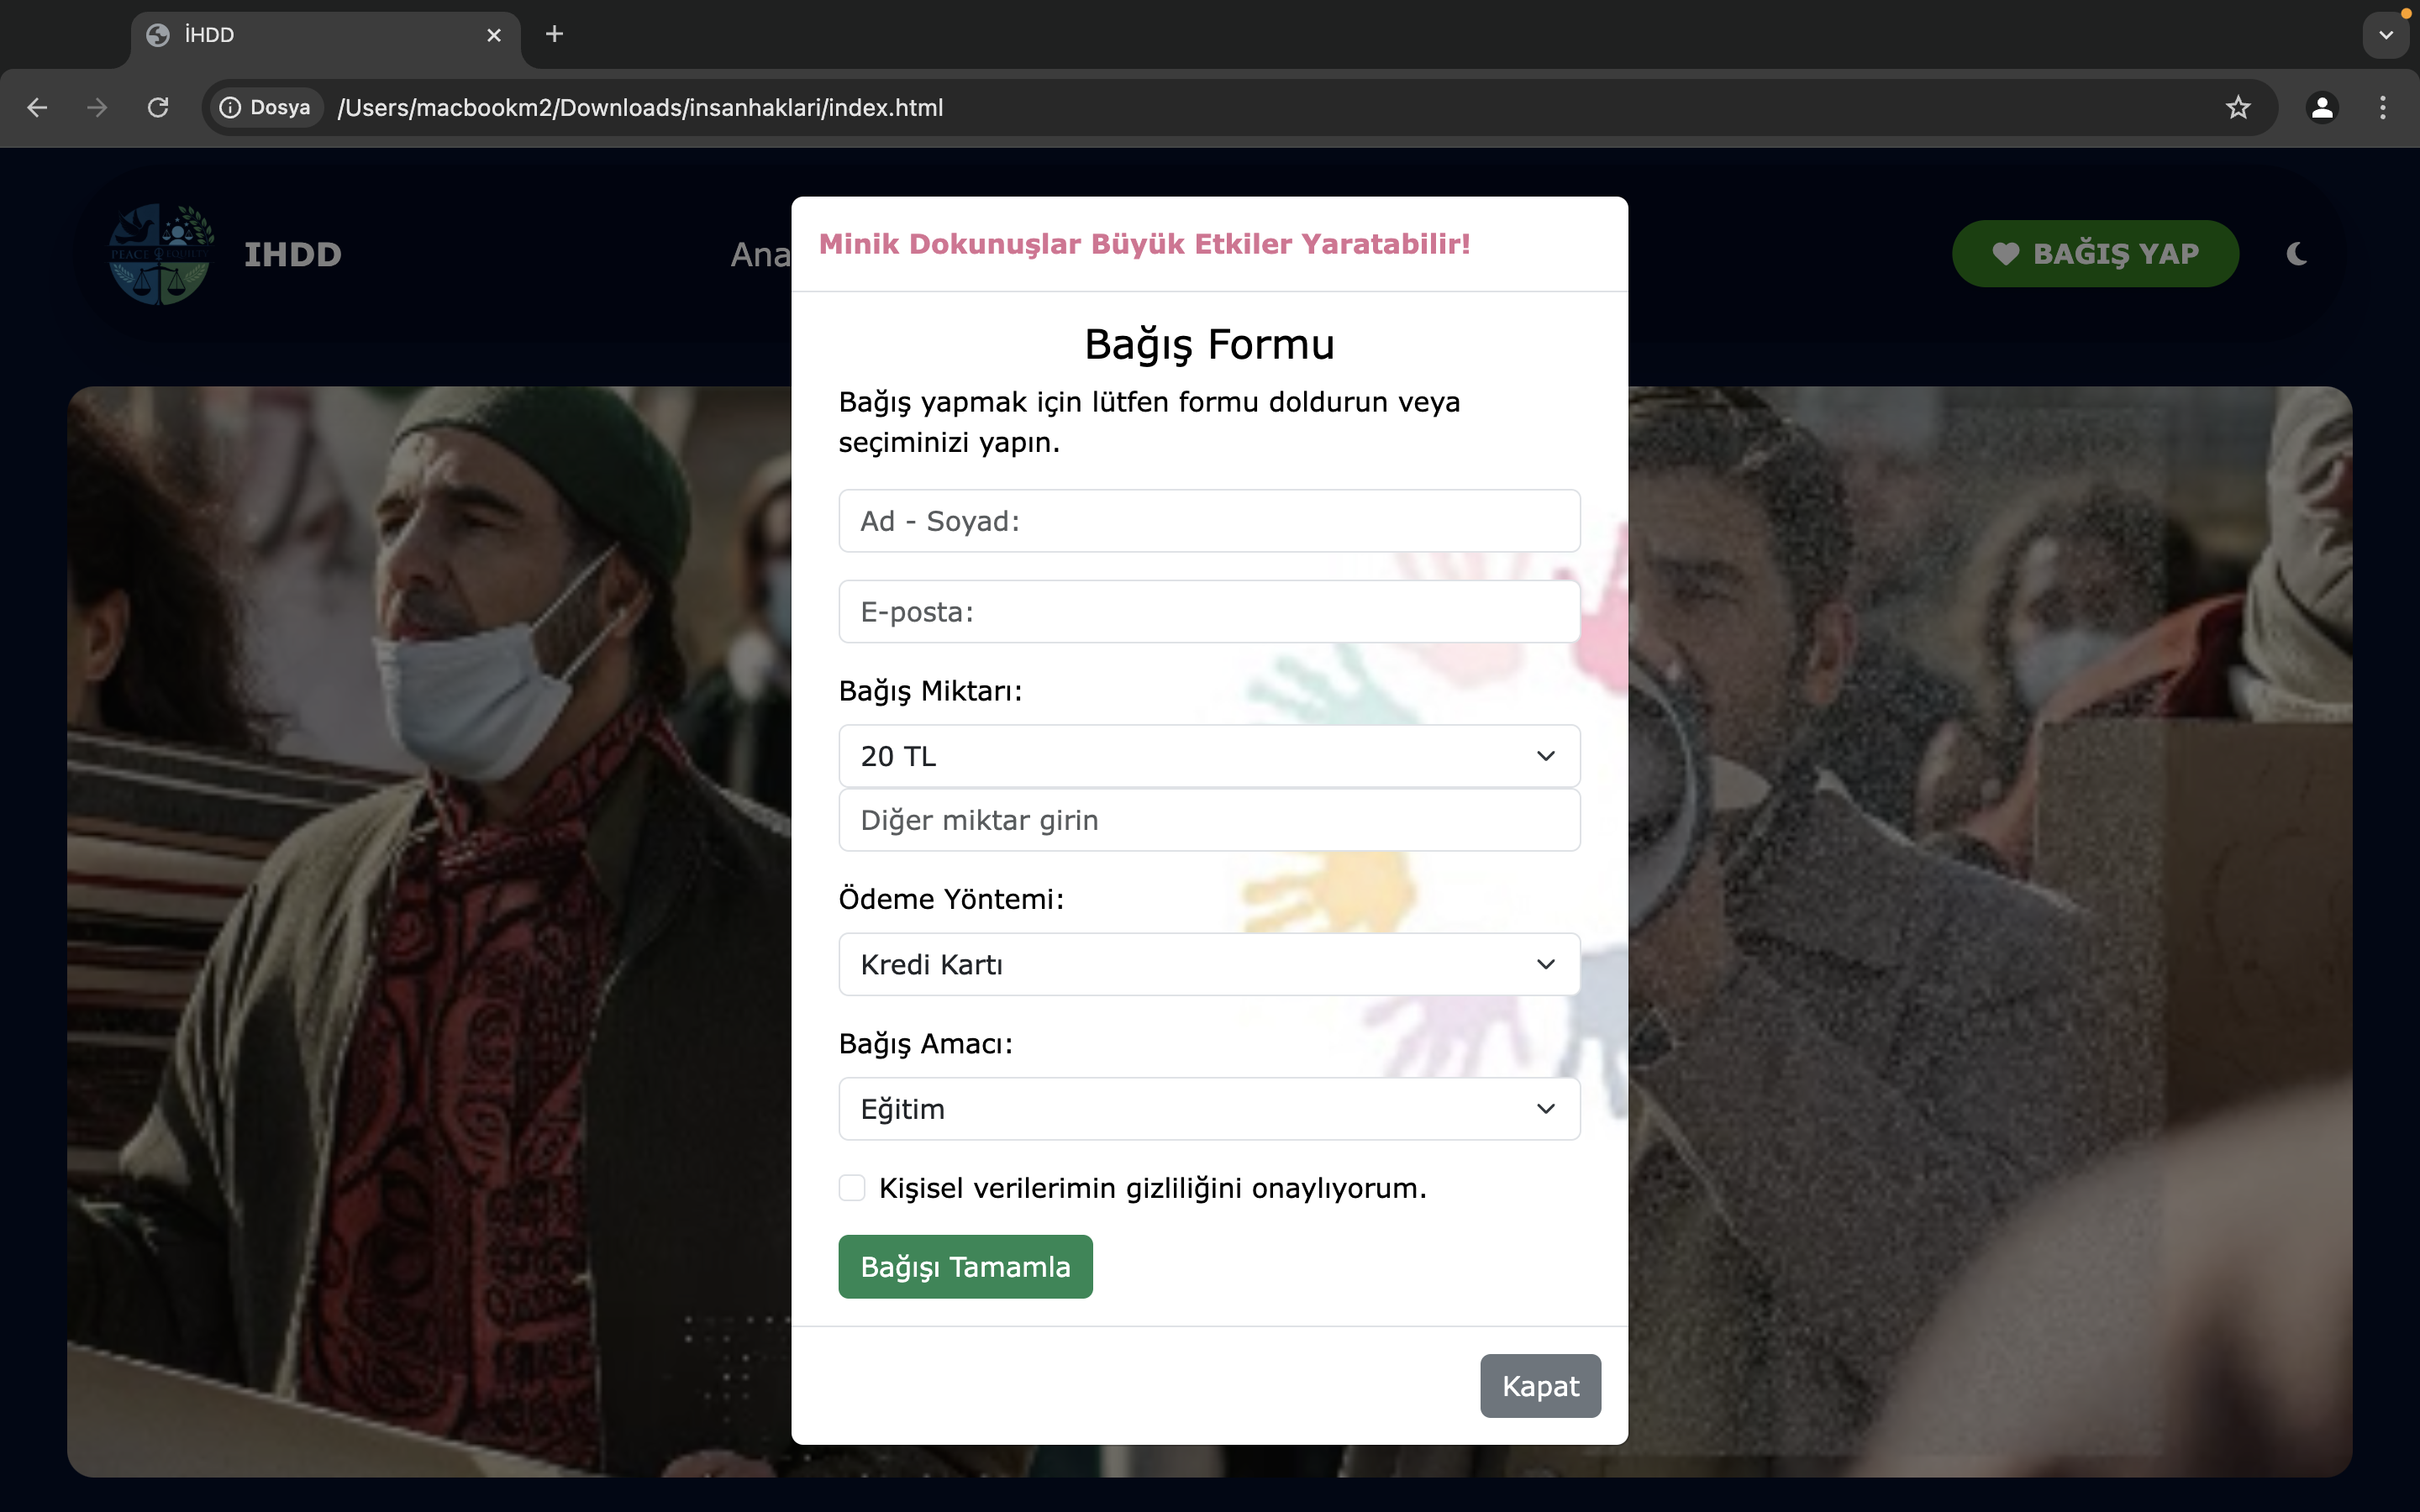 İHDD
Dosya /Users/macbookm2/Downloads/insanhaklari/index.html
PEACE EQUILITY
IHDD
Ana
BAĞIŞ YAP
Minik Dokunuşlar Büyük Etkiler Yaratabilir!
Bağış Formu
Bağış yapmak için lütfen formu doldurun veya
seçiminizi yapın.
Ad - Soyad:
E-posta:
Bağış Miktarı:
20 TL
Diğer miktar girin
Ödeme Yöntemi:
Kredi Kartı
Bağış Amacı:
Eğitim
Kişisel verilerimin gizliliğini onaylıyorum.
Bağışı Tamamla
Kapat